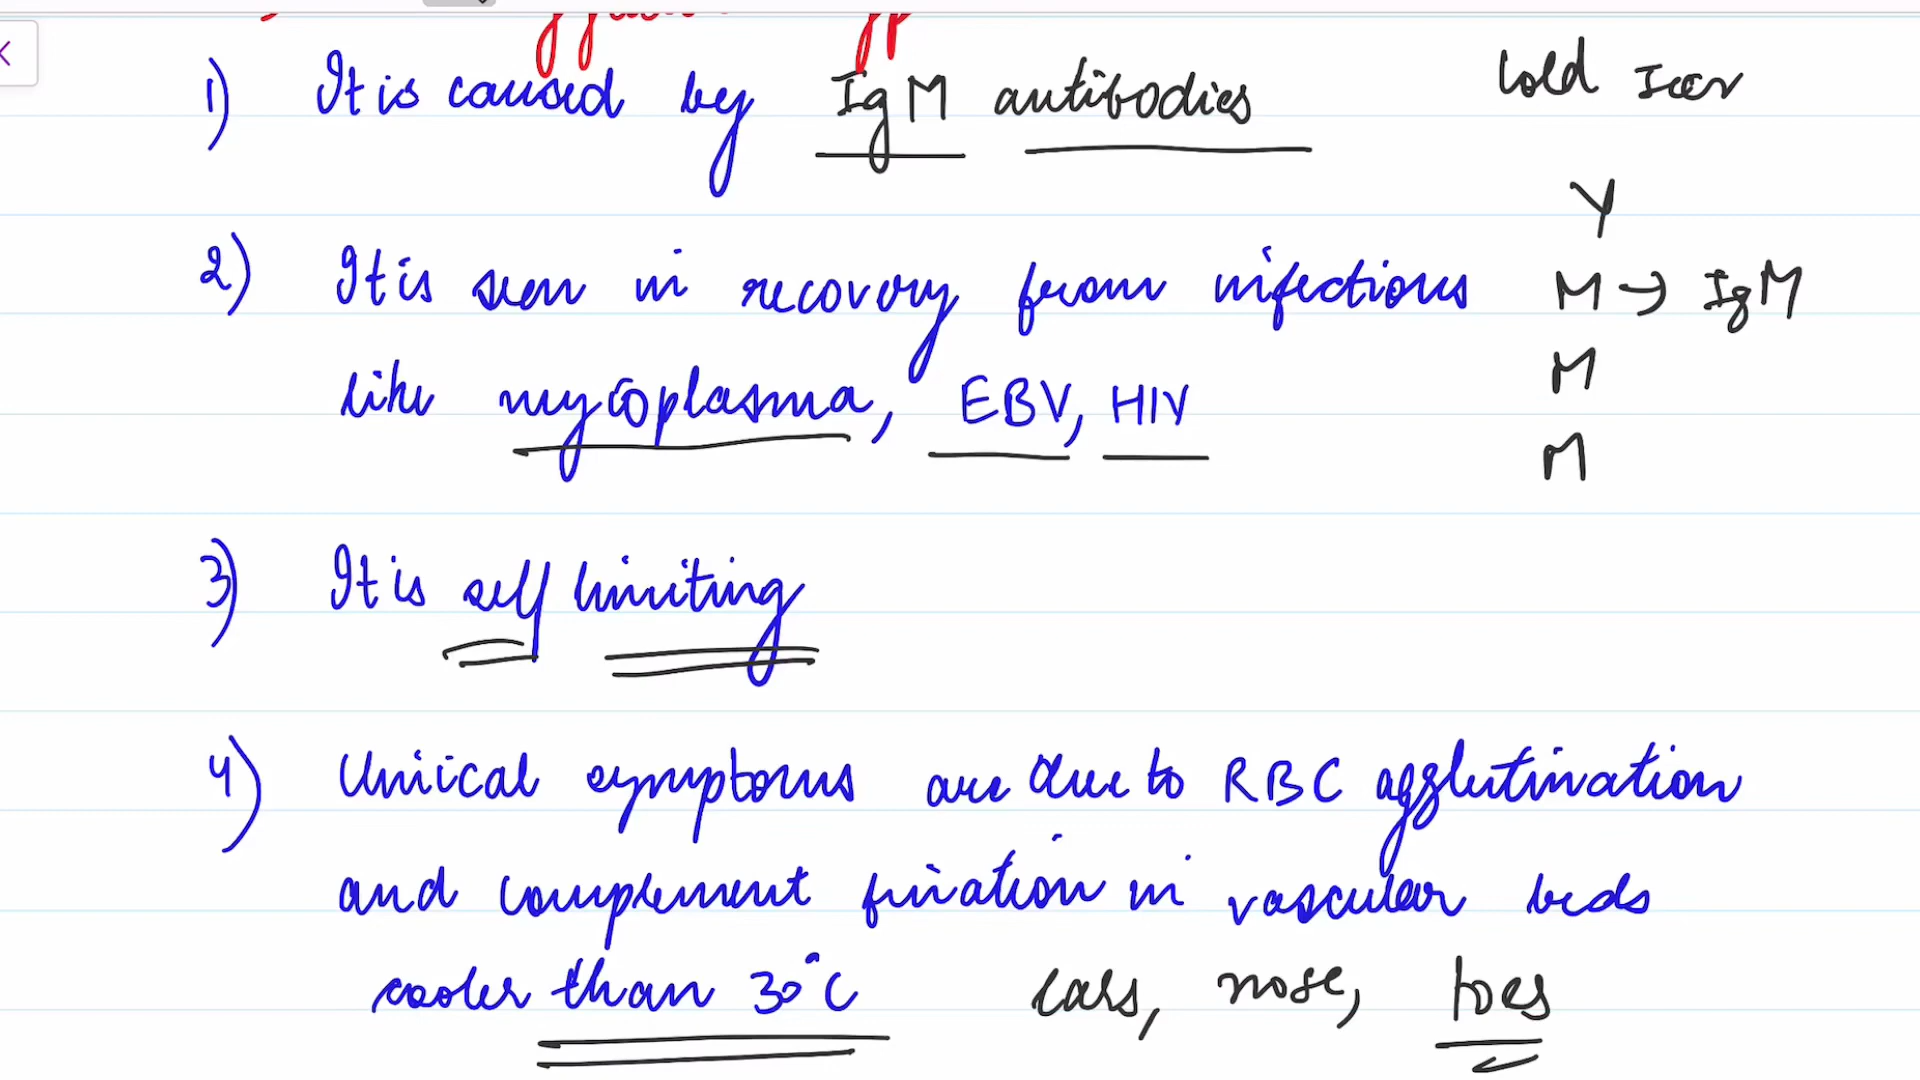 1) It is caused by IgM antibodies
Cold
Y
2) It is seen in recovery from infections
M → IgM
like mycoplasma, EBV, HIV
M
M
3) It is self limiting
4) Clinical symptoms are due to RBC agglutination
and complement fixation in vascular beds
cooler than 30°C ears, nose, toes